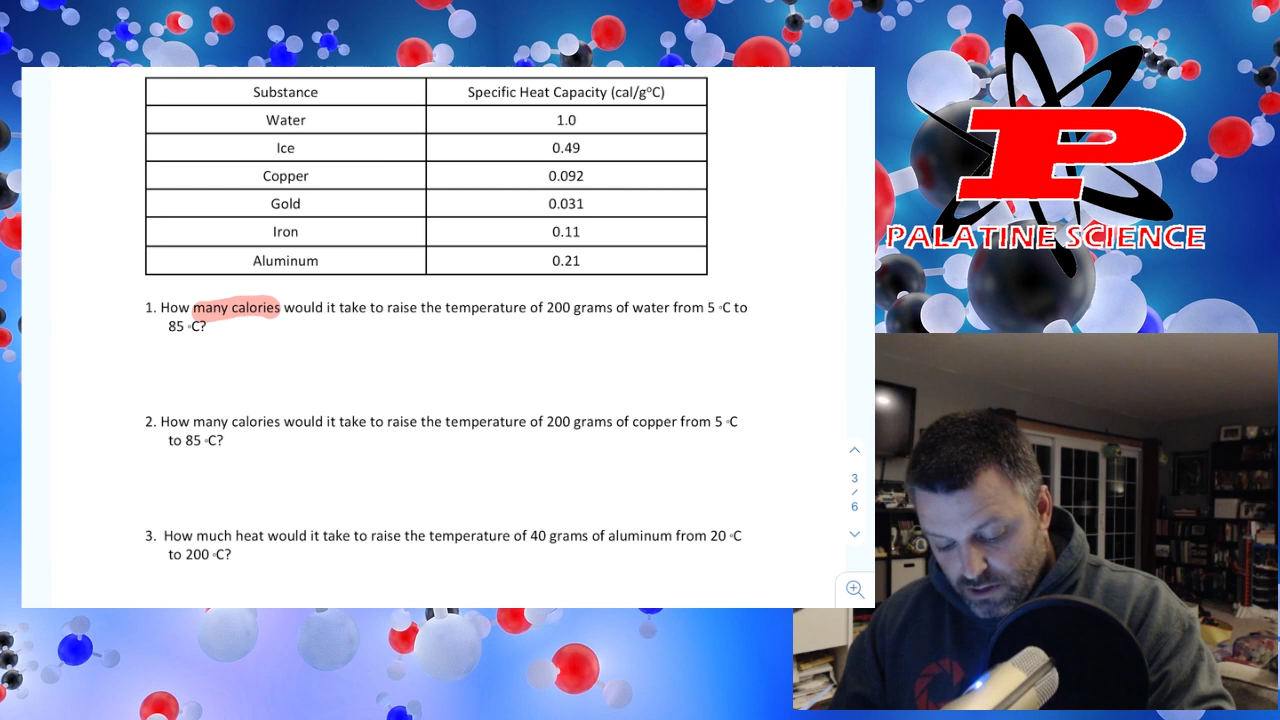 Substance Specific Heat Capacity (cal/g°C)
Water 1.0
Ice 0.49
Copper 0.092
Gold 0.031
Iron 0.11
Aluminum 0.21
1. How many calories would it take to raise the temperature of 200 grams of water from 5 °C to
85 °C?
2. How many calories would it take to raise the temperature of 200 grams of copper from 5 °C
to 85 °C?
3. How much heat would it take to raise the temperature of 40 grams of aluminum from 20 °C
to 200 °C?
3
/
6
P
PALATINE SCIENCE